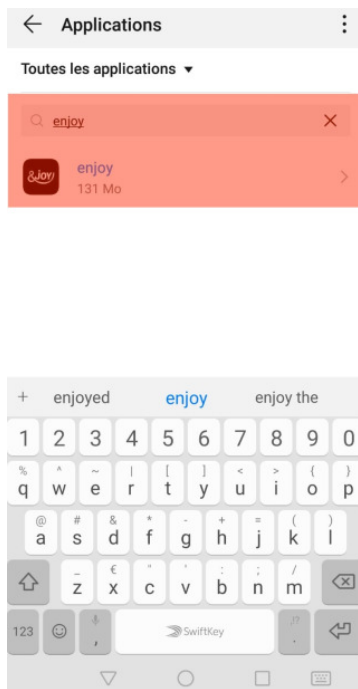 Applications
Toutes les applications
enjoy
&joy
enjoy
131 Mo
+ enjoyed enjoy enjoy the
1 2 3 4 5 6 7 8 9 0
% ^ ~ | [ ] < > { }
q w e r t y u i o p
@ # & * - + = ( )
a s d f g h j k l
_ € " ' : ; /
z x c v b n m
!?
123 , SwiftKey .